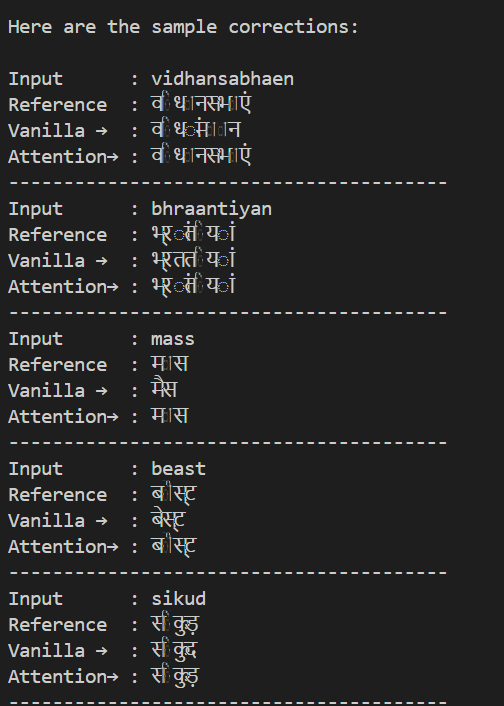 Here are the sample corrections:
Input : vidhansabhaen
Reference : विधानसभाएं
Vanilla → :
Attention→ : विधानसभाएं
----------------------------------------
Input : bhraantiyan
Reference : भ्रांतियां
Vanilla → : भ्रततियां
Attention→ : भ्रांतियां
----------------------------------------
Input : mass
Reference : मास
Vanilla → : मैस
Attention→ : मास
----------------------------------------
Input : beast
Reference : बीस्ट
Vanilla → : बेस्ट
Attention→ : बीस्ट
----------------------------------------
Input : sikud
Reference : सिकुड़
Vanilla → : सिकुद
Attention→ : सिकुड़
----------------------------------------